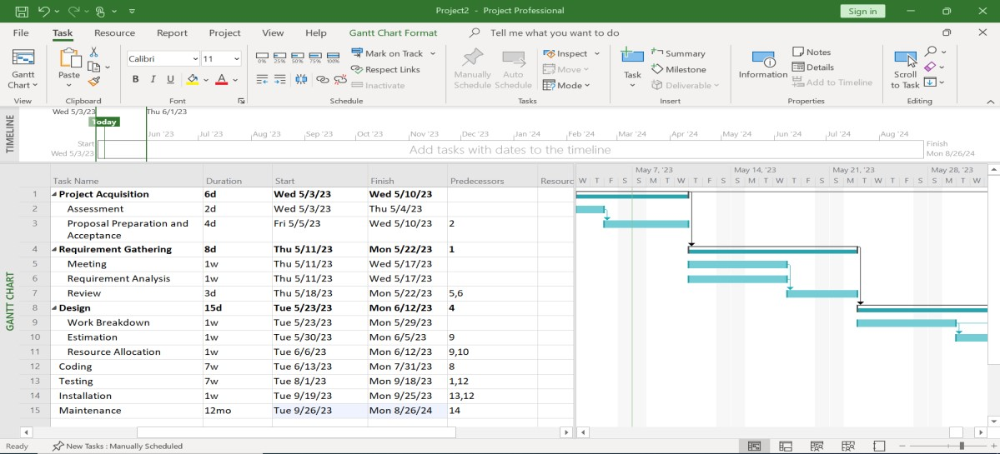 Project2 - Project Professional
Sign in
File Task Resource Report Project View Help Gantt Chart Format Tell me what you want to do
Gantt Chart
View
Paste
Clipboard
Calibri 11
B I U A
Font
0% 25% 50% 75% 100%
Mark on Track
Respect Links
Inactivate
Schedule
Manually Schedule
Auto Schedule
Inspect
Move
Mode
Tasks
Task
Summary
Milestone
Deliverable
Insert
Information
Notes
Details
Add to Timeline
Properties
Scroll to Task
Editing
TIMELINE
Wed 5/3/23 Thu 6/1/23
Today
Jun '23 Jul '23 Aug '23 Sep '23 Oct '23 Nov '23 Dec '23 Jan '24 Feb '24 Mar '24 Apr '24 May '24 Jun '24 Jul '24 Aug '24
Start
Wed 5/3/23
Add tasks with dates to the timeline
Finish
Mon 8/26/24
GANTT CHART
May 7, '23 May 14, '23 May 21, '23 May 28, '23
Task Name Duration Start Finish Predecessors Resourc
W T F S S M T W T F S S M T W T F S S M T W T F S S M T W
1 Project Acquisition 6d Wed 5/3/23 Wed 5/10/23
2 Assessment 2d Wed 5/3/23 Thu 5/4/23
3 Proposal Preparation and 4d Fri 5/5/23 Wed 5/10/23 2
Acceptance
4 Requirement Gathering 8d Thu 5/11/23 Mon 5/22/23 1
5 Meeting 1w Thu 5/11/23 Wed 5/17/23
6 Requirement Analysis 1w Thu 5/11/23 Wed 5/17/23
7 Review 3d Thu 5/18/23 Mon 5/22/23 5,6
8 Design 15d Tue 5/23/23 Mon 6/12/23 4
9 Work Breakdown 1w Tue 5/23/23 Mon 5/29/23
10 Estimation 1w Tue 5/30/23 Mon 6/5/23 9
11 Resource Allocation 1w Tue 6/6/23 Mon 6/12/23 9,10
12 Coding 7w Tue 6/13/23 Mon 7/31/23 8
13 Testing 7w Tue 8/1/23 Mon 9/18/23 1,12
14 Installation 1w Tue 9/19/23 Mon 9/25/23 13,12
15 Maintenance 12mo Tue 9/26/23 Mon 8/26/24 14
Ready New Tasks : Manually Scheduled